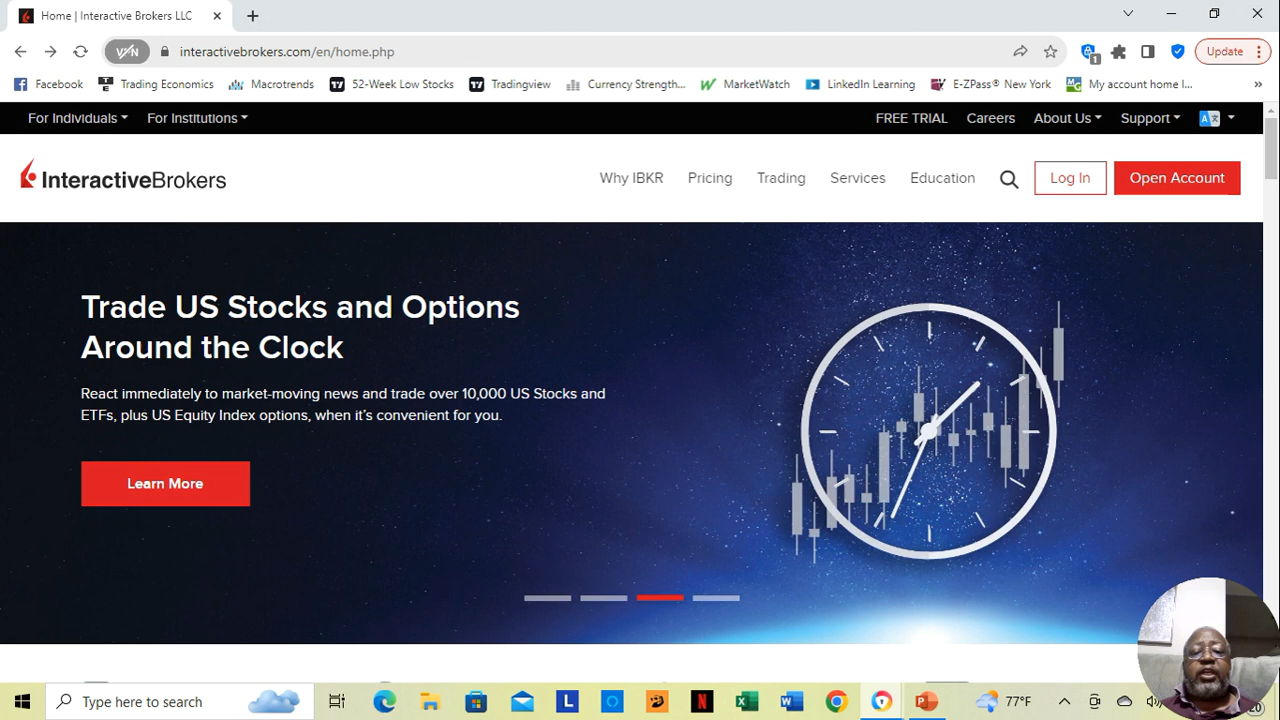 Home | Interactive Brokers LLC
VPN
interactivebrokers.com/en/home.php
1
Update
Facebook
Trading Economics
Macrotrends
52-Week Low Stocks
Tradingview
Currency Strength...
MarketWatch
LinkedIn Learning
E-ZPass® New York
My account home I...
For Individuals
For Institutions
FREE TRIAL
Careers
About Us
Support
InteractiveBrokers
Why IBKR
Pricing
Trading
Services
Education
Log In
Open Account
Trade US Stocks and Options
Around the Clock
React immediately to market-moving news and trade over 10,000 US Stocks and
ETFs, plus US Equity Index options, when it's convenient for you.
Learn More
Type here to search
77°F
20